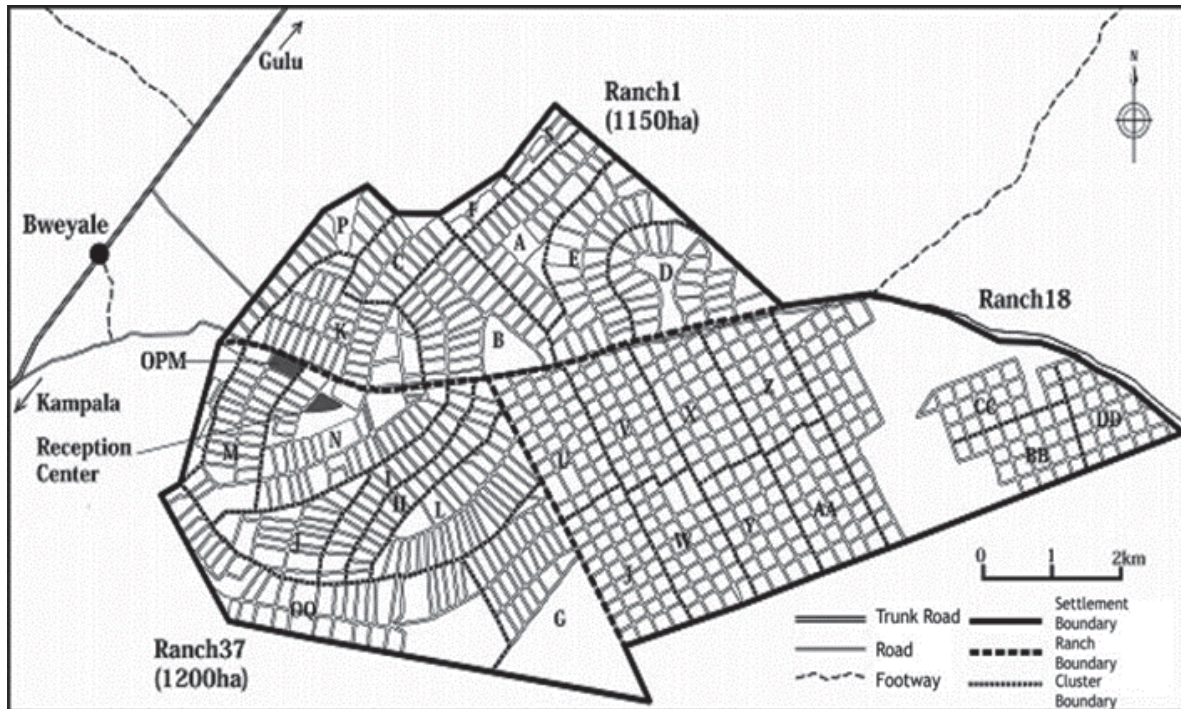 Gulu
N
Ranch1
(1150ha)
Bweyale
P
F
A
C
E
D
Ranch18
K
B
OPM
Kampala
Z
X
CC
DD
Reception
Center
M
N
V
BB
U
I
H
L
AA
J
W
Y
J
0 1 2km
OO
G
Ranch37
(1200ha)
Trunk Road
Road
Footway
Settlement
Boundary
Ranch
Boundary
Cluster
Boundary